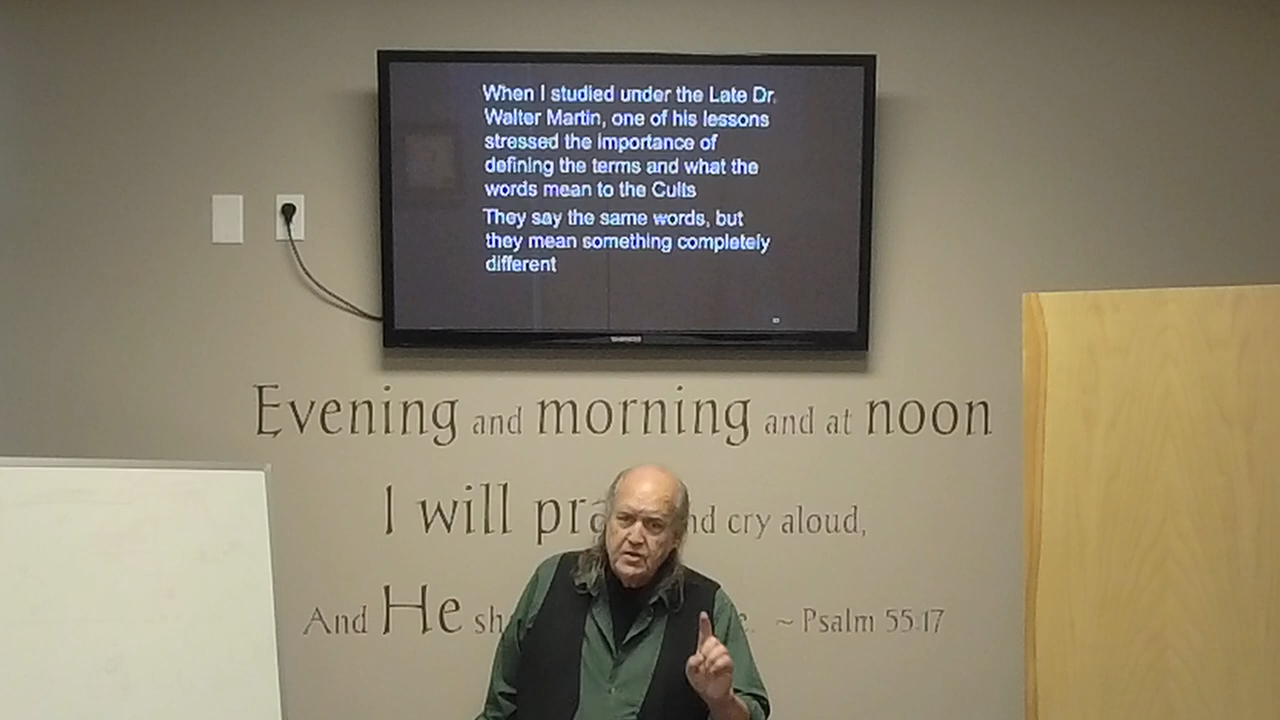 When I studied under the Late Dr.
Walter Martin, one of his lessons
stressed the importance of
defining the terms and what the
words mean to the Cults
They say the same words, but
they mean something completely
different
Evening and morning and at noon
I will pra nd cry aloud,
And He sh e. ~ Psalm 55:17